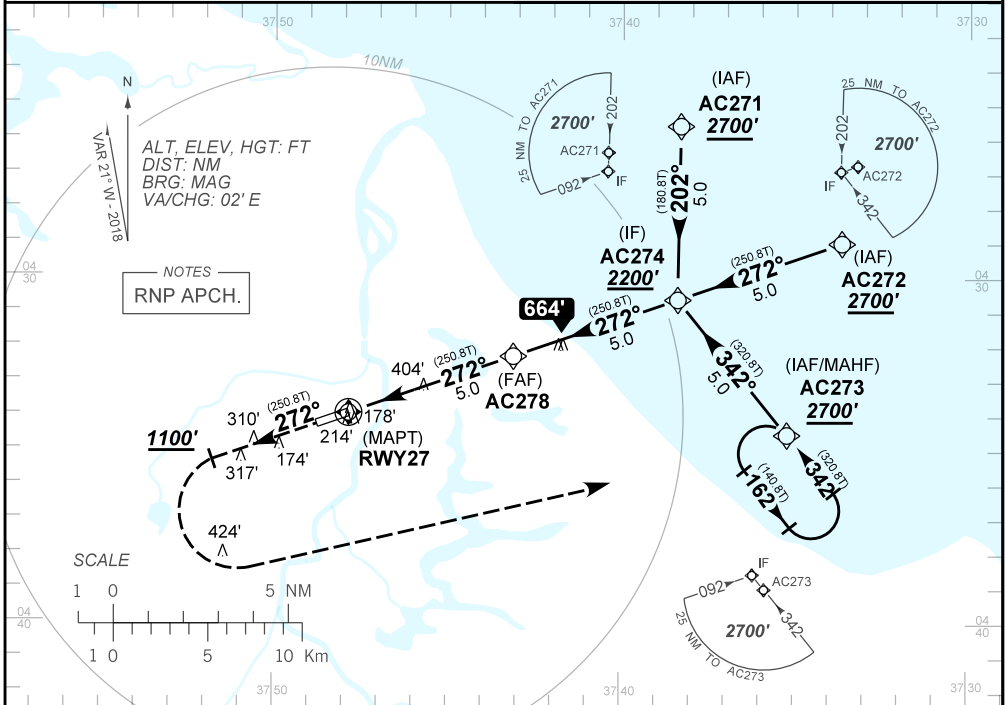 37 50
37 40
37 30
10NM
N
VAR 21° W - 2018
ALT, ELEV, HGT: FT
DIST: NM
BRG: MAG
VA/CHG: 02' E
NOTES
RNP APCH.
25 NM TO AC271
2700'
202
AC271
092
IF
(IAF)
AC271
2700'
(180.8T)
202°
5.0
25 NM TO AC272
202
2700'
IF
AC272
342
04
30
04
30
(IF)
AC274
2200'
(250.8T)
272°
5.0
(IAF)
AC272
2700'
664'
(250.8T)
272°
5.0
(320.8T)
342°
5.0
(IAF/MAHF)
AC273
2700'
404'
(250.8T)
272°
5.0
(FAF)
AC278
(250.8T)
272°
310'
178'
214'
(MAPT)
RWY27
1100'
317'
174'
(140.8T)
162
(320.8T)
342
424'
SCALE
1 0 5 NM
1 0 5 10 Km
IF
092
AC273
342
2700'
25 NM TO AC273
04
40
04
40
37 50
37 40
37 30